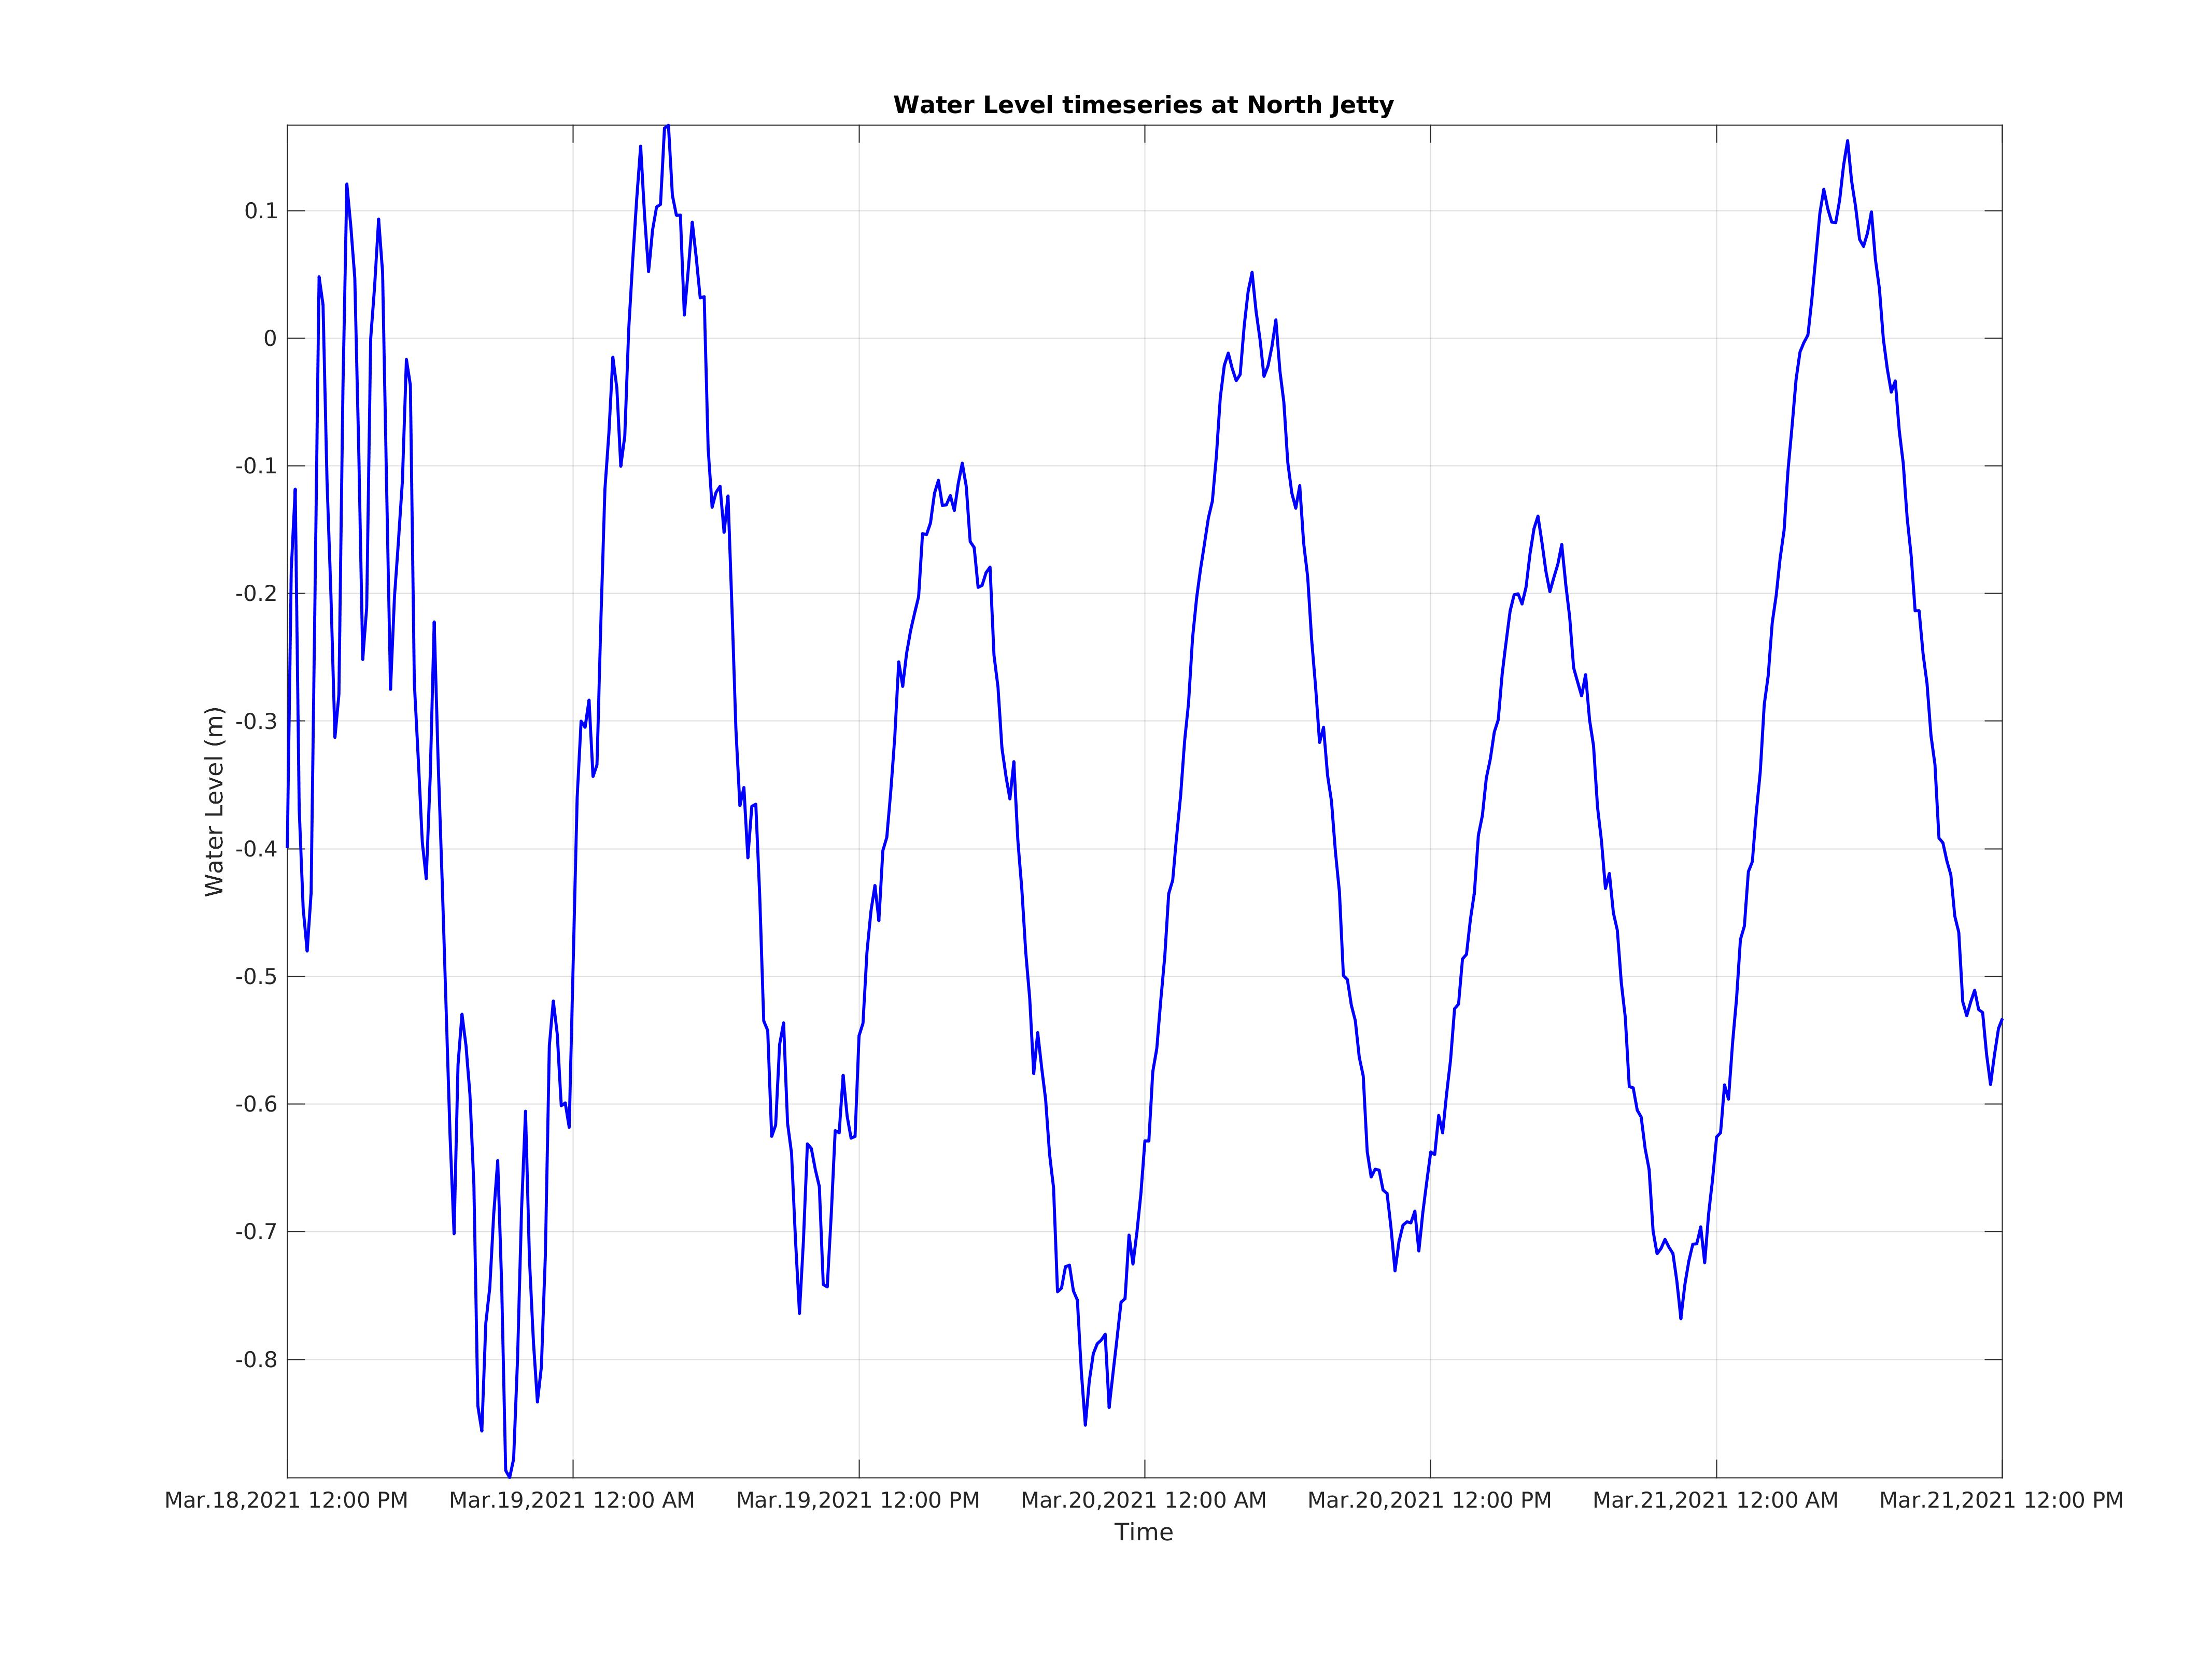 Water Level timeseries at North Jetty
0.1
0
-0.1
-0.2
-0.3
-0.4
-0.5
-0.6
-0.7
-0.8
Water Level (m)
Mar.18,2021 12:00 PM
Mar.19,2021 12:00 AM
Mar.19,2021 12:00 PM
Mar.20,2021 12:00 AM
Mar.20,2021 12:00 PM
Mar.21,2021 12:00 AM
Mar.21,2021 12:00 PM
Time